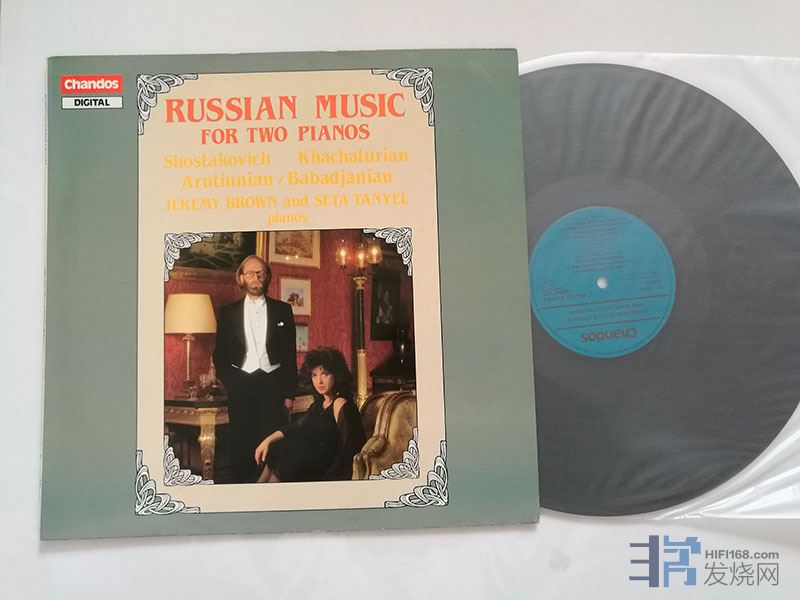 Chandos
DIGITAL
RUSSIAN MUSIC
FOR TWO PIANOS
Shostakovich Khachaturian
Arutiunian / Babadjanian
JEREMY BROWN and SETA TANYEL
pianos
Chandos
HIFI168.com
发烧网